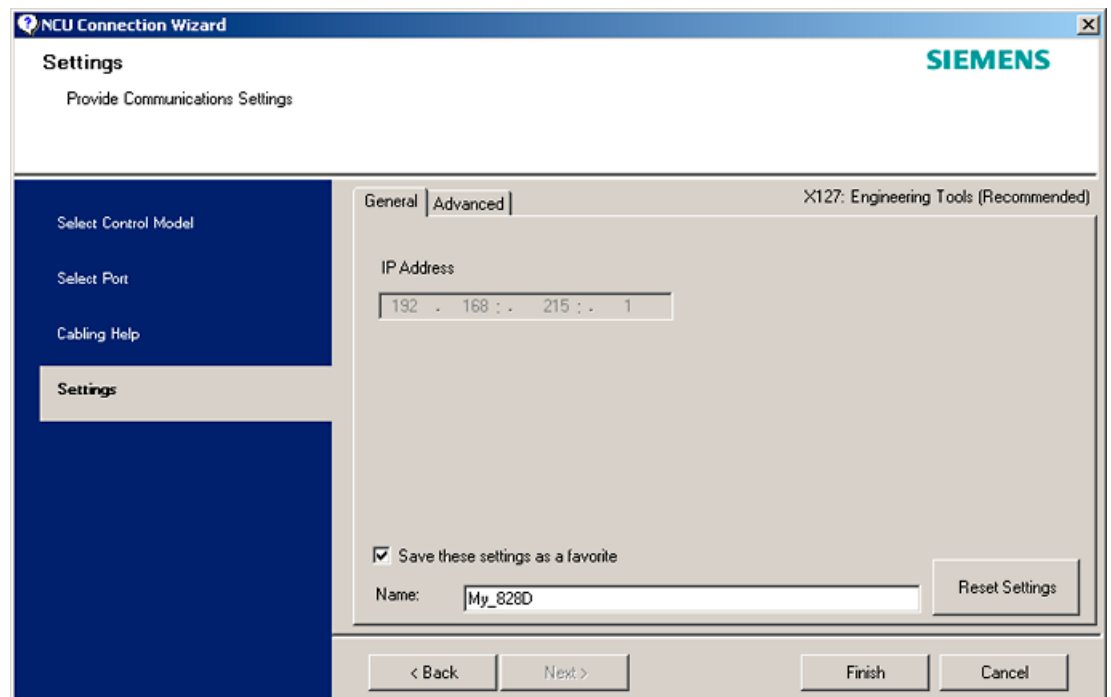 NCU Connection Wizard
Settings
SIEMENS
Provide Communications Settings
Select Control Model
Select Port
Cabling Help
Settings
General Advanced
X127: Engineering Tools (Recommended)
IP Address
192 . 168 : . 215 : . 1
Save these settings as a favorite
Name: My_828D
Reset Settings
< Back Next > Finish Cancel